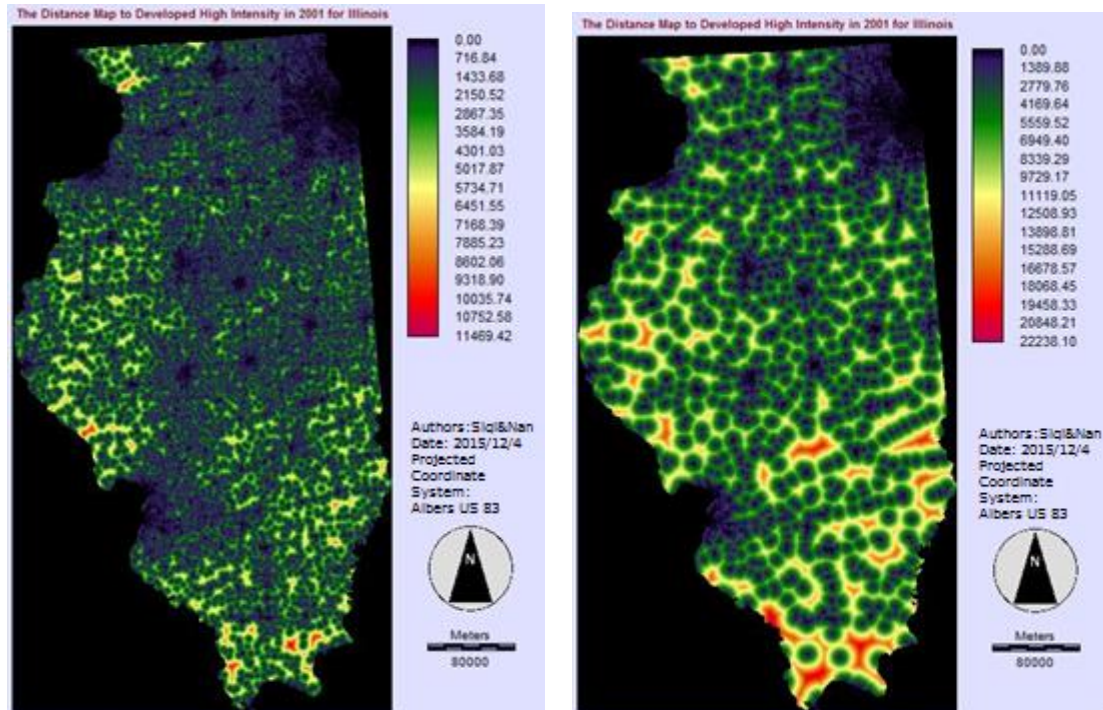 The Distance Map to Developed High Intensity in 2001 for Illinois
0.00
716.84
1433.68
2150.52
2867.35
3584.19
4301.03
5017.87
5734.71
6451.55
7168.39
7885.23
8602.06
9318.90
10035.74
10752.58
11469.42
Authors:Siqi&Nan
Date: 2015/12/4
Projected
Coordinate
System:
Albers US 83
N
Meters
80000
The Distance Map to Developed High Intensity in 2001 for Illinois
0.00
1389.88
2779.76
4169.64
5559.52
6949.40
8339.29
9729.17
11119.05
12508.93
13898.81
15288.69
16678.57
18068.45
19458.33
20848.21
22238.10
Authors:Siqi&Nan
Date: 2015/12/4
Projected
Coordinate
System:
Albers US 83
N
Meters
80000